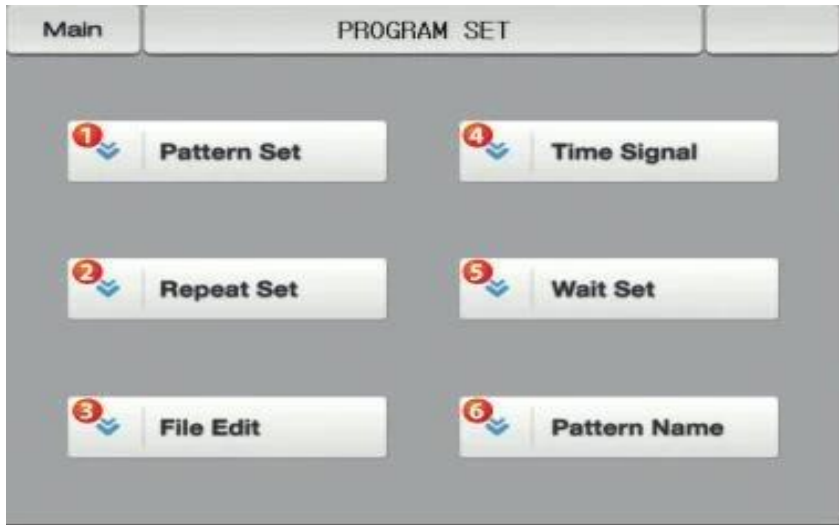 Main
PROGRAM SET
1 Pattern Set
4 Time Signal
2 Repeat Set
5 Wait Set
3 File Edit
6 Pattern Name